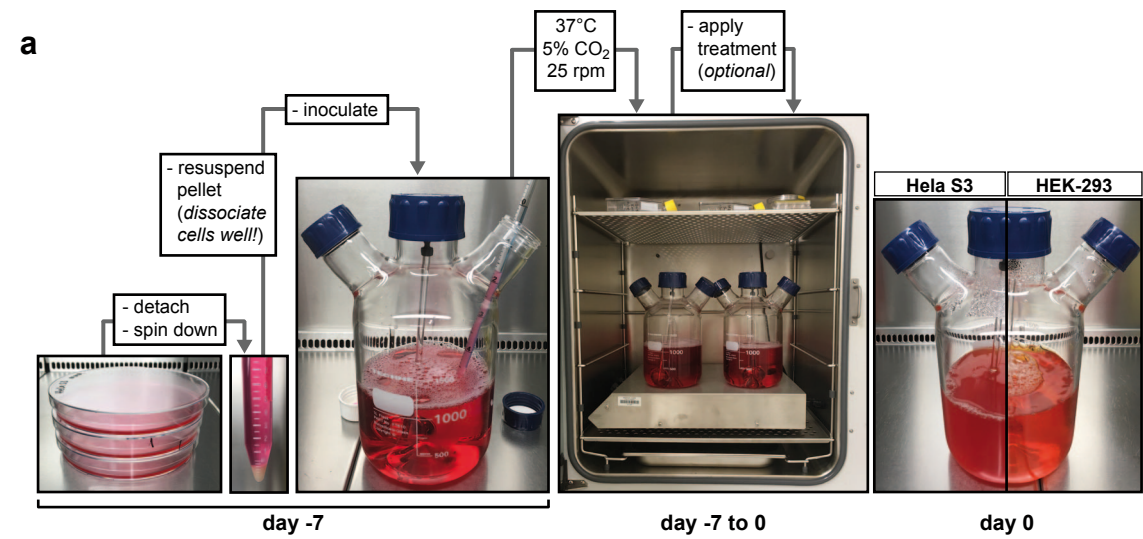 a
- detach
- spin down
- resuspend
pellet
(dissociate
cells well!)
- inoculate
37°C
5% CO₂
25 rpm
- apply
treatment
(optional)
Hela S3
HEK-293
1000
500
1000
1000
day -7
day -7 to 0
day 0